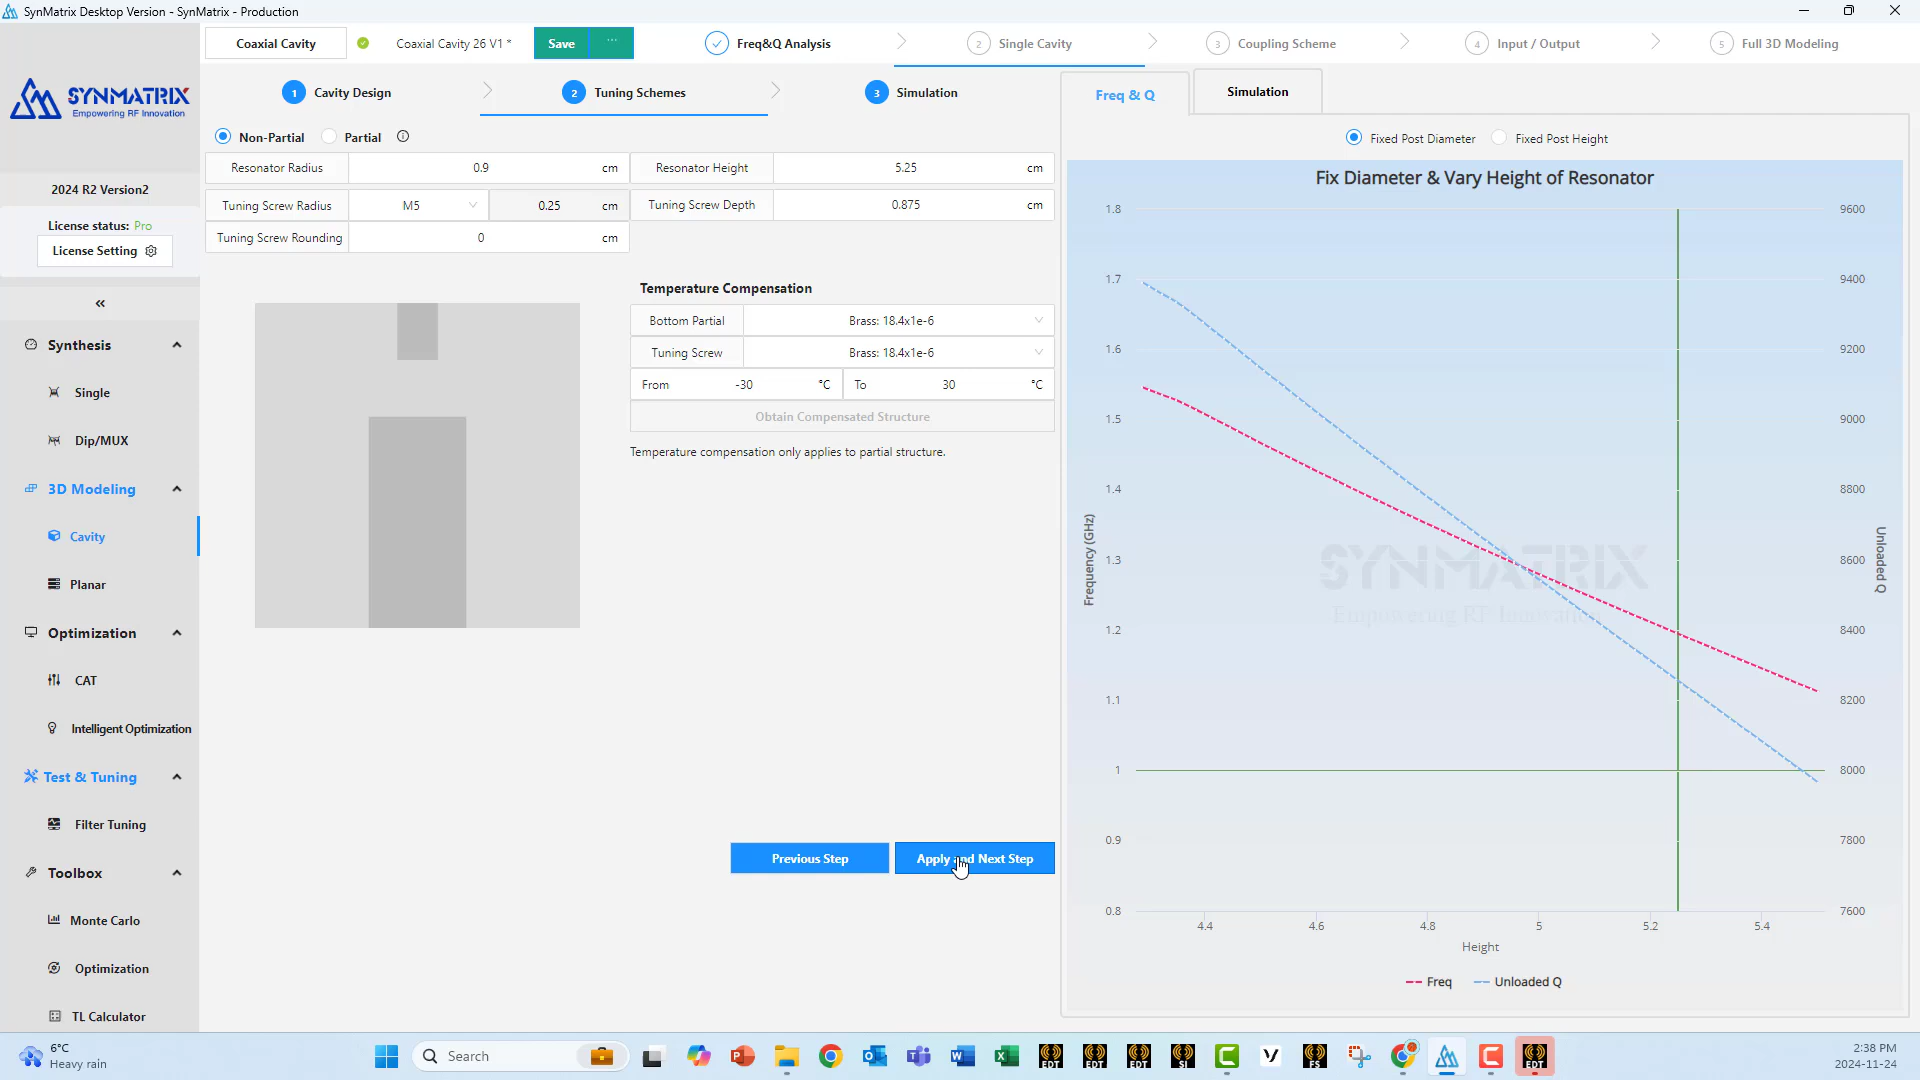 SynMatrix Desktop Version - SynMatrix - Production
SYNMATRIX
Empowering RF Innovation
2024 R2 Version2
License status: Pro
License Setting
«
Synthesis
Single
Dip/MUX
3D Modeling
Cavity
Planar
Optimization
CAT
Intelligent Optimization
Test & Tuning
Filter Tuning
Toolbox
Monte Carlo
Optimization
TL Calculator
Coaxial Cavity
Coaxial Cavity 26 V1 *
Save ...
Freq&Q Analysis
2 Single Cavity
3 Coupling Scheme
4 Input / Output
5 Full 3D Modeling
1 Cavity Design
2 Tuning Schemes
3 Simulation
Non-Partial Partial
Resonator Radius 0.9 cm Resonator Height 5.25 cm
Tuning Screw Radius M5 0.25 cm Tuning Screw Depth 0.875 cm
Tuning Screw Rounding 0 cm
Temperature Compensation
Bottom Partial Brass: 18.4x1e-6
Tuning Screw Brass: 18.4x1e-6
From -30 °C To 30 °C
Obtain Compensated Structure
Temperature compensation only applies to partial structure.
Previous Step Apply and Next Step
Freq & Q Simulation
Fixed Post Diameter Fixed Post Height
Fix Diameter & Vary Height of Resonator
1.8 9600
1.7 9400
1.6 9200
1.5 9000
1.4 8800
1.3 8600
1.2 8400
1.1 8200
1 8000
0.9 7800
0.8 7600
Frequency (GHz)
Unloaded Q
SYNMATRIX
Empowering RF Innovation
4.4 4.6 4.8 5 5.2 5.4
Height
Freq Unloaded Q
6°C
Heavy rain
Search
EDT EDT EDT SI V FS EDT
2:38 PM
2024-11-24